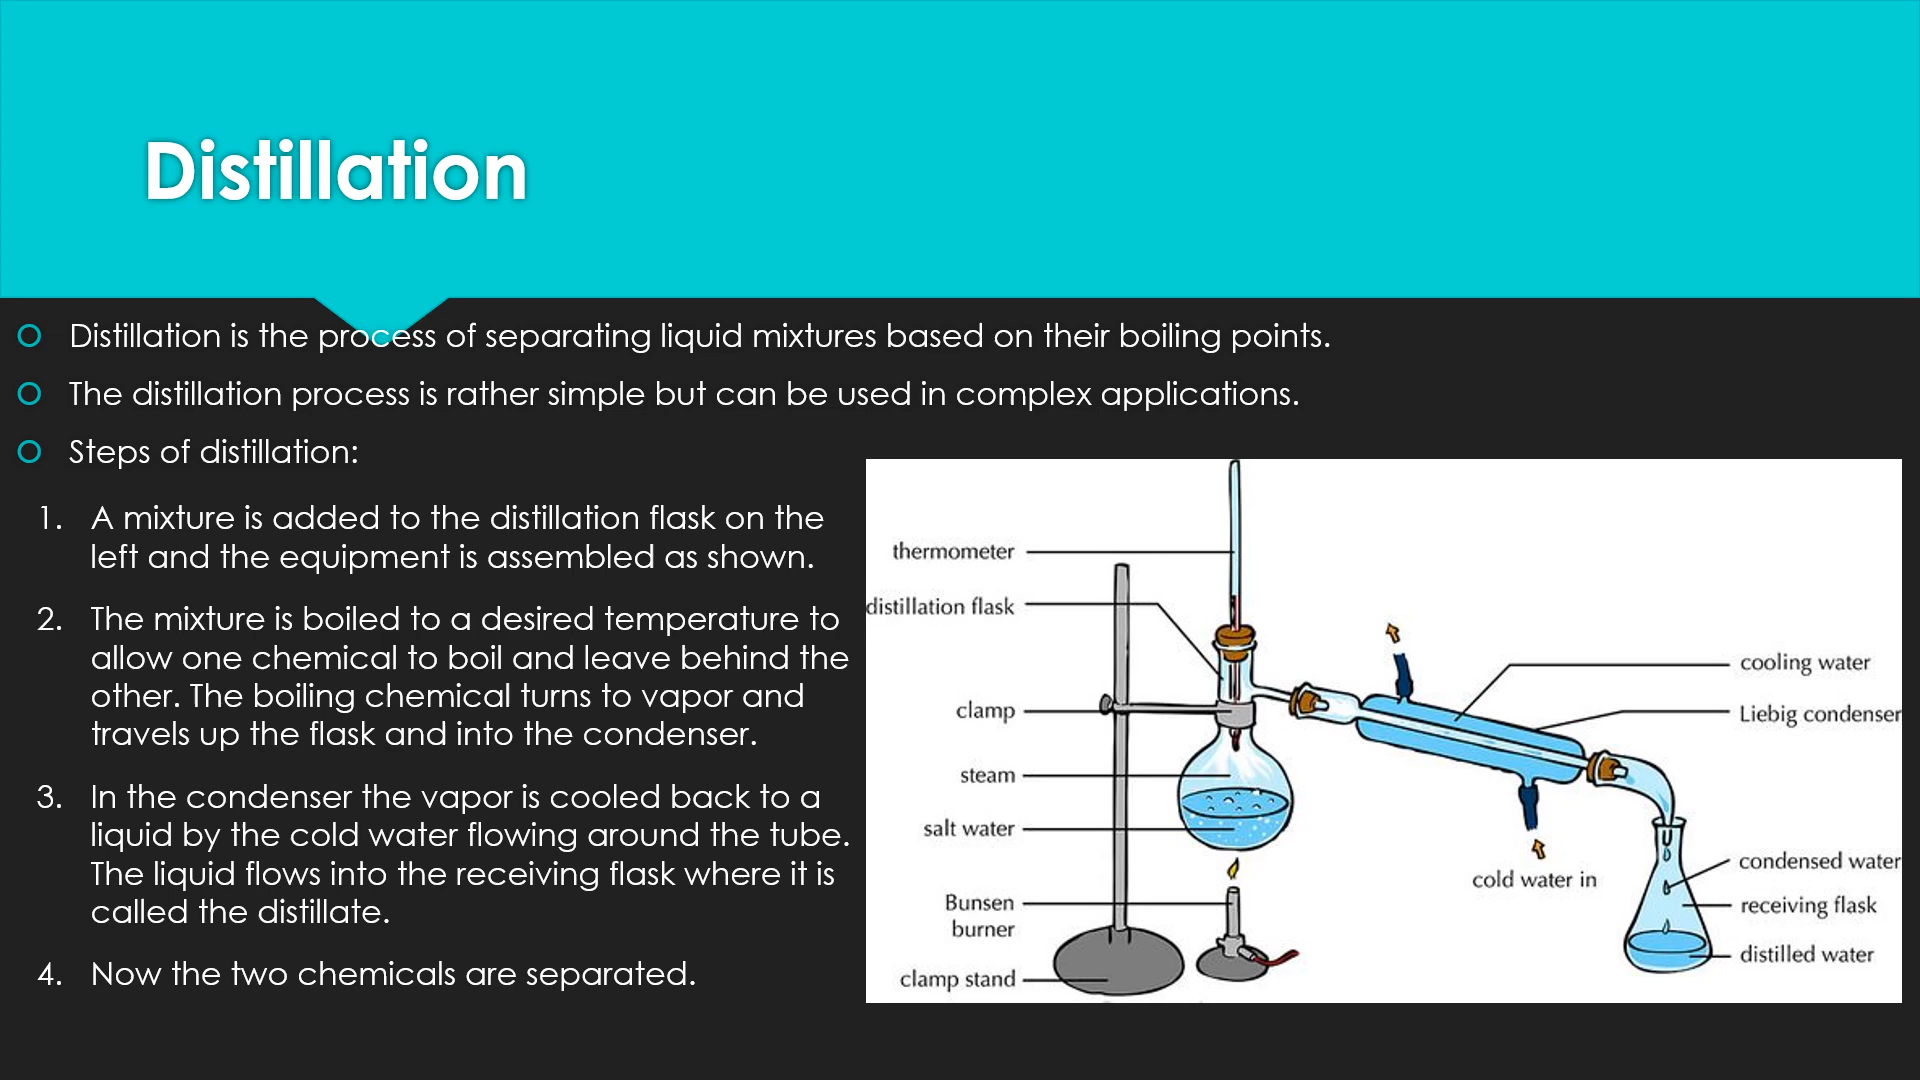 Distillation
Distillation is the process of separating liquid mixtures based on their boiling points.
The distillation process is rather simple but can be used in complex applications.
Steps of distillation:
1. A mixture is added to the distillation flask on the
left and the equipment is assembled as shown.
2. The mixture is boiled to a desired temperature to
allow one chemical to boil and leave behind the
other. The boiling chemical turns to vapor and
travels up the flask and into the condenser.
3. In the condenser the vapor is cooled back to a
liquid by the cold water flowing around the tube.
The liquid flows into the receiving flask where it is
called the distillate.
4. Now the two chemicals are separated.
thermometer
distillation flask
clamp
steam
salt water
Bunsen
burner
clamp stand
cooling water
Liebig condenser
cold water in
condensed water
receiving flask
distilled water